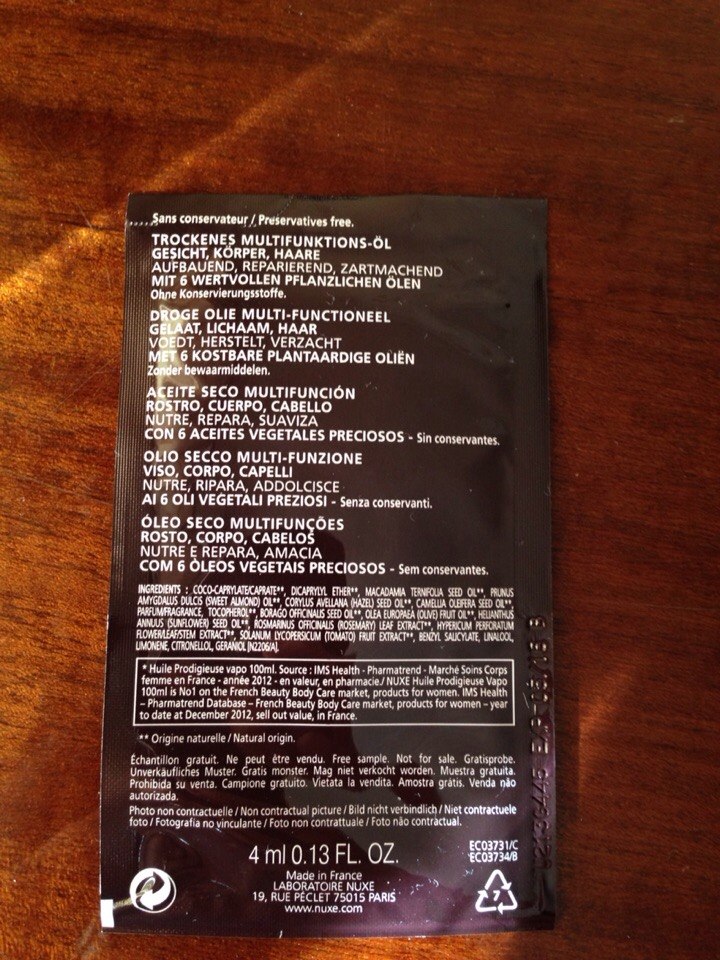 Sans conservateur / Preservatives free.
TROCKENES MULTIFUNKTIONS-ÖL
GESICHT, KÖRPER, HAARE
AUFBAUEND, REPARIEREND, ZARTMACHEND
MIT 6 WERTVOLLEN PFLANZLICHEN ÖLEN
Ohne Konservierungsstoffe.
DROGE OLIE MULTI-FUNCTIONEEL
GELAAT, LICHAAM, HAAR
VOEDT, HERSTELT, VERZACHT
MET 6 KOSTBARE PLANTAARDIGE OLIËN
Zonder bewaarmiddelen.
ACEITE SECO MULTIFUNCIÓN
ROSTRO, CUERPO, CABELLO
NUTRE, REPARA, SUAVIZA
CON 6 ACEITES VEGETALES PRECIOSOS - Sin conservantes.
OLIO SECCO MULTI-FUNZIONE
VISO, CORPO, CAPELLI
NUTRE, RIPARA, ADDOLCISCE
AI 6 OLI VEGETALI PREZIOSI - Senza conservanti.
ÓLEO SECO MULTIFUNÇÕES
ROSTO, CORPO, CABELOS
NUTRE E REPARA, AMACIA
COM 6 ÓLEOS VEGETAIS PRECIOSOS - Sem conservantes.
INGREDIENTS : COCO-CAPRYLATE/CAPRATE**, DICAPRYLYL ETHER**, MACADAMIA TERNIFOLIA SEED OIL**, PRUNUS
AMYGDALUS DULCIS (SWEET ALMOND) OIL**, CORYLUS AVELLANA (HAZEL) SEED OIL**, CAMELLIA OLEIFERA SEED OIL**,
PARFUM/FRAGRANCE, TOCOPHEROL**, BORAGO OFFICINALIS SEED OIL**, OLEA EUROPAEA (OLIVE) FRUIT OIL**, HELIANTHUS
ANNUUS (SUNFLOWER) SEED OIL**, ROSMARINUS OFFICINALIS (ROSEMARY) LEAF EXTRACT**, HYPERICUM PERFORATUM
FLOWER/LEAF/STEM EXTRACT**, SOLANUM LYCOPERSICUM (TOMATO) FRUIT EXTRACT**, BENZYL SALICYLATE, LINALOOL,
LIMONENE, CITRONELLOL, GERANIOL [N2206/A].
* Huile Prodigieuse vapo 100ml. Source : IMS Health - Pharmatrend - Marché Soins Corps
femme en France - année 2012 - en valeur, en pharmacie./ NUXE Huile Prodigieuse Vapo
100ml is No1 on the French Beauty Body Care market, products for women. IMS Health
– Pharmatrend Database – French Beauty Body Care market, products for women – year
to date at December 2012, sell out value, in France.
** Origine naturelle / Natural origin.
Échantillon gratuit. Ne peut être vendu. Free sample. Not for sale. Gratisprobe.
Unverkäufliches Muster. Gratis monster. Mag niet verkocht worden. Muestra gratuita.
Prohibida su venta. Campione gratuito. Vietata la vendita. Amostra grátis. Venda não
autorizada.
Photo non contractuelle / Non contractual picture / Bild nicht verbindlich / Niet contractuele
foto / Fotografía no vinculante / Foto non contrattuale / Foto não contractual.
4 ml 0.13 FL. OZ.
Made in France
LABORATOIRE NUXE
19, RUE PÉCLET 75015 PARIS
www.nuxe.com
EC03731/C
EC03734/B
7